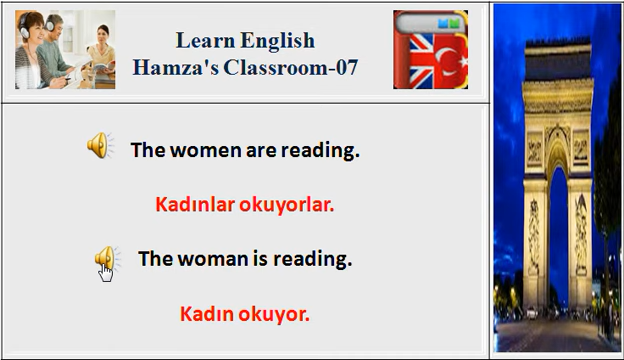 Learn English
Hamza's Classroom-07
The women are reading.
Kadınlar okuyorlar.
The woman is reading.
Kadın okuyor.